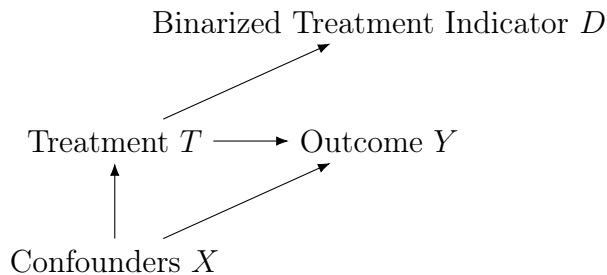 Binarized Treatment Indicator D
Treatment T
Outcome Y
Confounders X